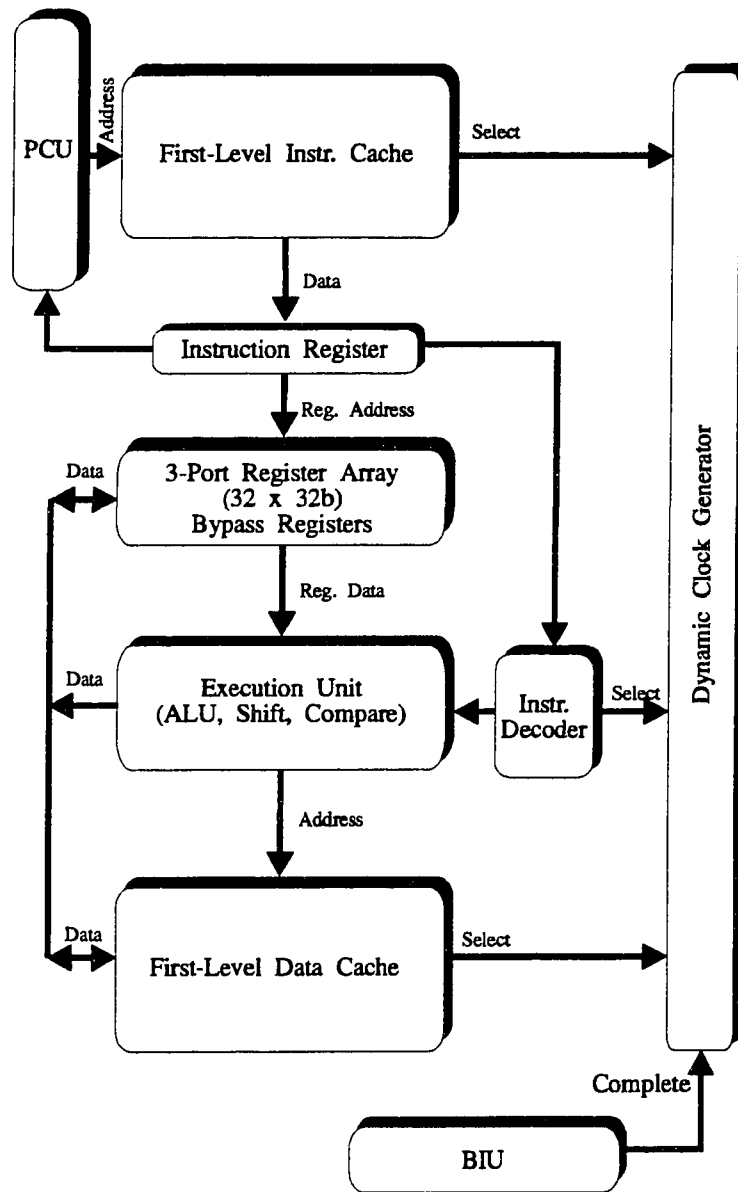 PCU
Address
First-Level Instr. Cache
Select
Data
Instruction Register
Reg. Address
Data
3-Port Register Array
(32 x 32b)
Bypass Registers
Reg. Data
Data
Execution Unit
(ALU, Shift, Compare)
Instr.
Decoder
Select
Dynamic Clock Generator
Address
Data
First-Level Data Cache
Select
Complete
BIU